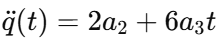 q̈(t) = 2a₂ + 6a₃t